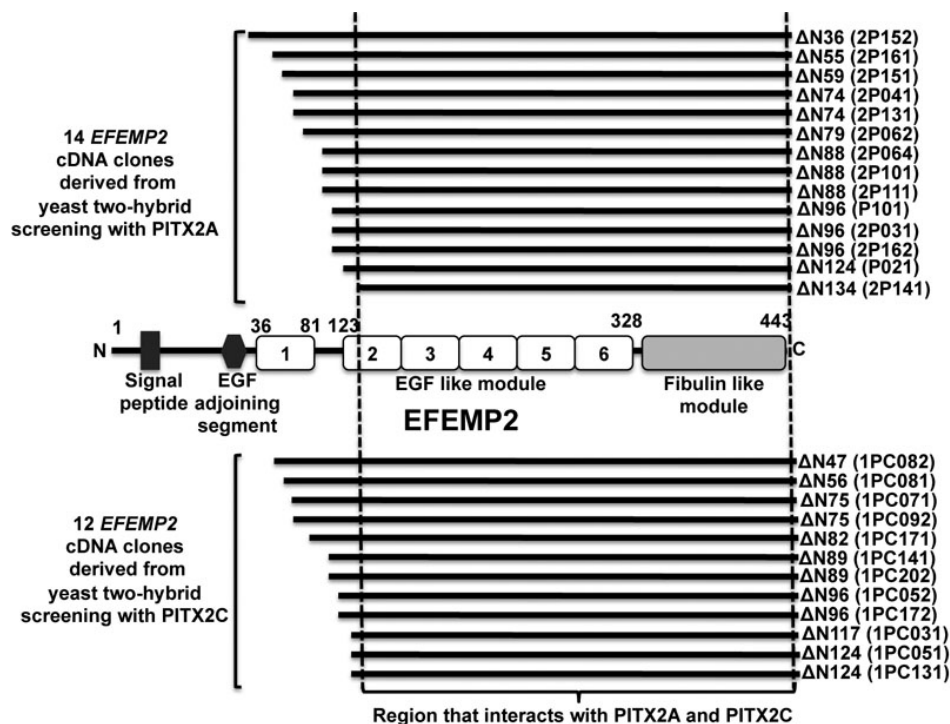 ΔN36 (2P152)
ΔN55 (2P161)
ΔN59 (2P151)
ΔN74 (2P041)
ΔN74 (2P131)
ΔN79 (2P062)
ΔN88 (2P064)
ΔN88 (2P101)
ΔN88 (2P111)
ΔN96 (P101)
ΔN96 (2P031)
ΔN96 (2P162)
ΔN124 (P021)
ΔN134 (2P141)
14 EFEMP2
cDNA clones
derived from
yeast two-hybrid
screening with PITX2A
1 36 81 123 328 443
N 1 2 3 4 5 6 C
Signal
peptide
EGF
adjoining
segment
EGF like module
Fibulin like
module
EFEMP2
12 EFEMP2
cDNA clones
derived from
yeast two-hybrid
screening with PITX2C
ΔN47 (1PC082)
ΔN56 (1PC081)
ΔN75 (1PC071)
ΔN75 (1PC092)
ΔN82 (1PC171)
ΔN89 (1PC141)
ΔN89 (1PC202)
ΔN96 (1PC052)
ΔN96 (1PC172)
ΔN117 (1PC031)
ΔN124 (1PC051)
ΔN124 (1PC131)
Region that interacts with PITX2A and PITX2C